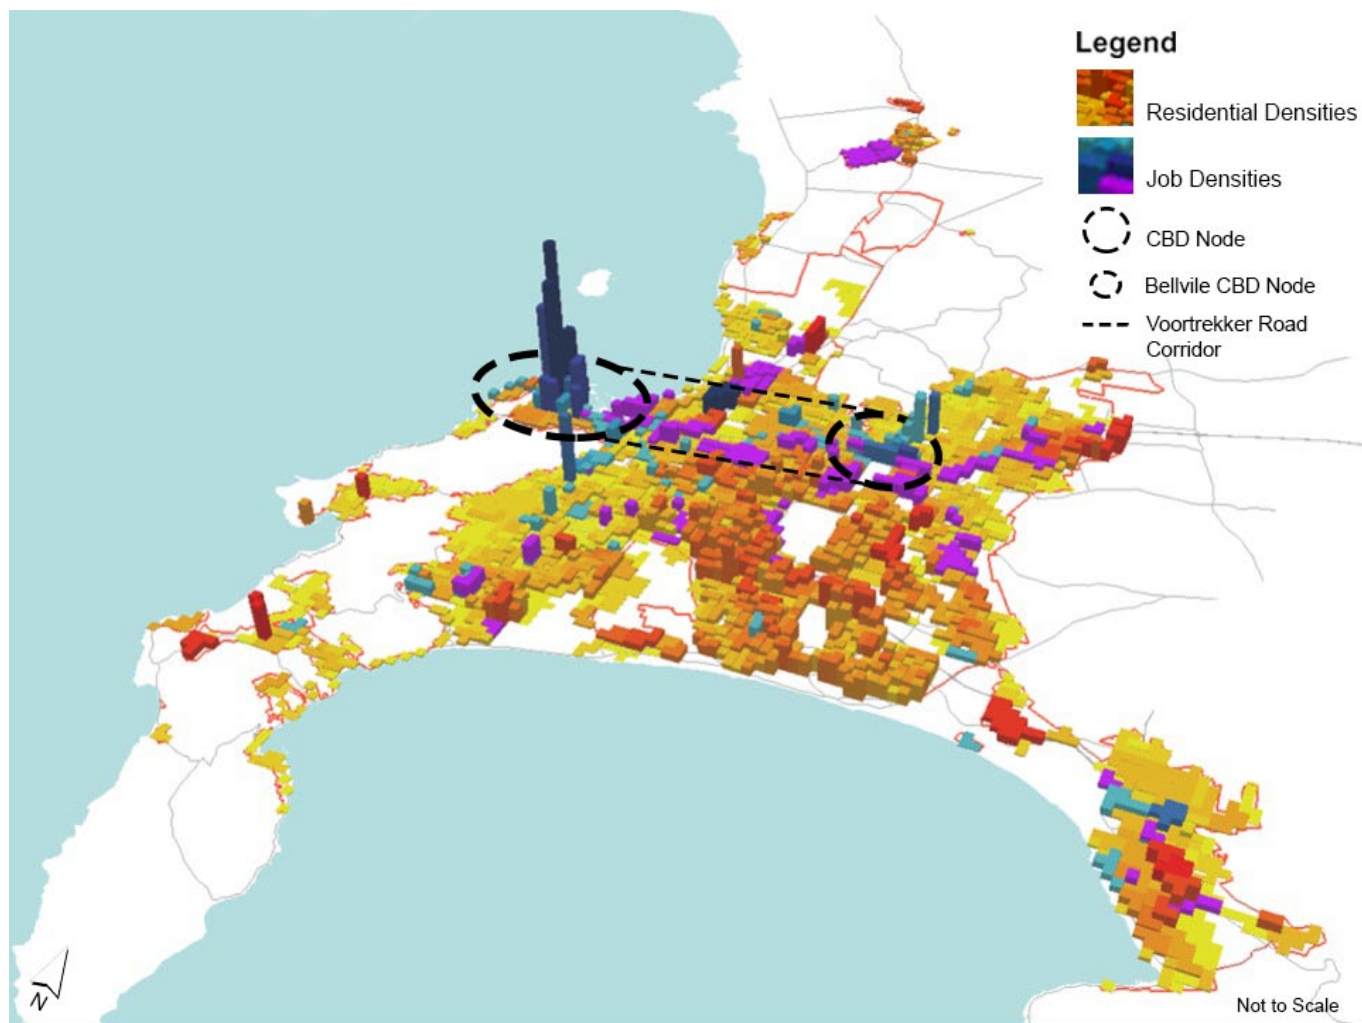 Legend
Residential Densities
Job Densities
CBD Node
Bellvile CBD Node
Voortrekker Road
Corridor
N
Not to Scale